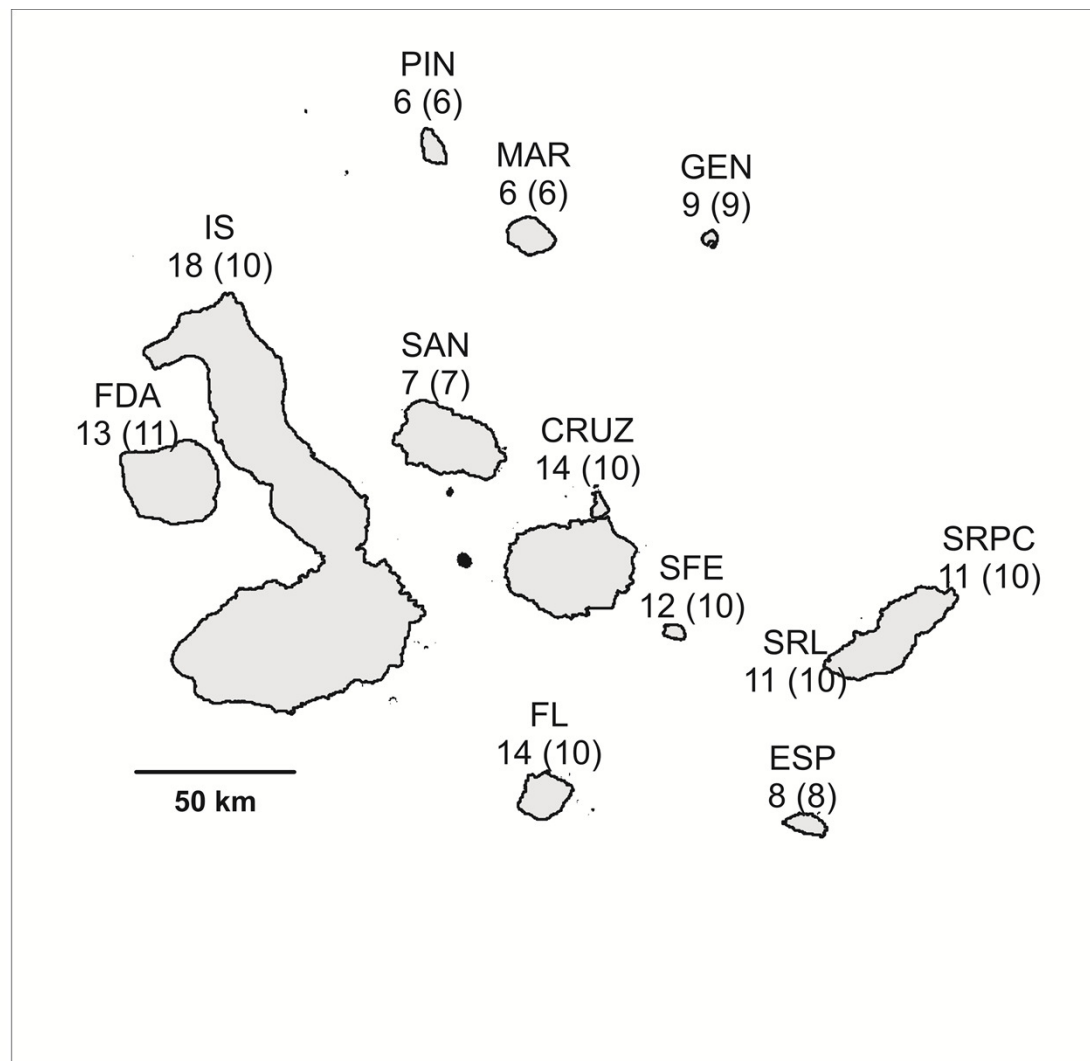 PIN
6 (6)
MAR
6 (6)
GEN
9 (9)
IS
18 (10)
SAN
7 (7)
FDA
13 (11)
CRUZ
14 (10)
SRPC
11 (10)
SFE
12 (10)
SRL
11 (10)
FL
14 (10)
ESP
8 (8)
50 km